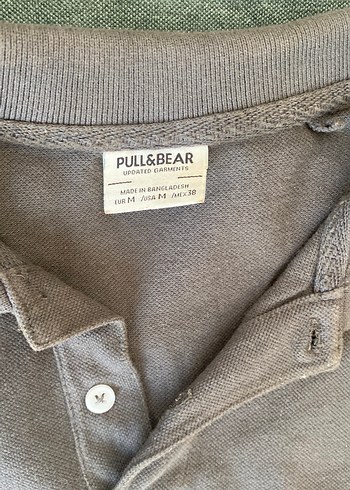 PULL&BEAR
UPDATED GARMENTS
MADE IN BANGLADESH
EUR M /USA M /MEX 38